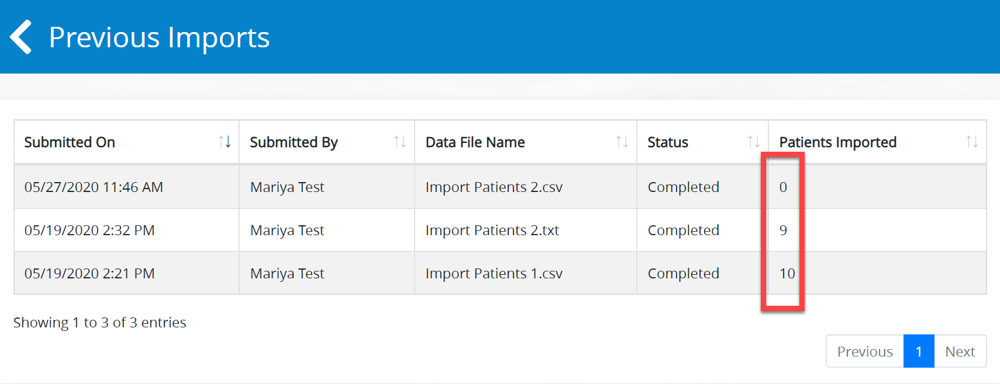 Previous Imports
Submitted On Submitted By Data File Name Status Patients Imported
05/27/2020 11:46 AM Mariya Test Import Patients 2.csv Completed 0
05/19/2020 2:32 PM Mariya Test Import Patients 2.txt Completed 9
05/19/2020 2:21 PM Mariya Test Import Patients 1.csv Completed 10
Showing 1 to 3 of 3 entries
Previous 1 Next